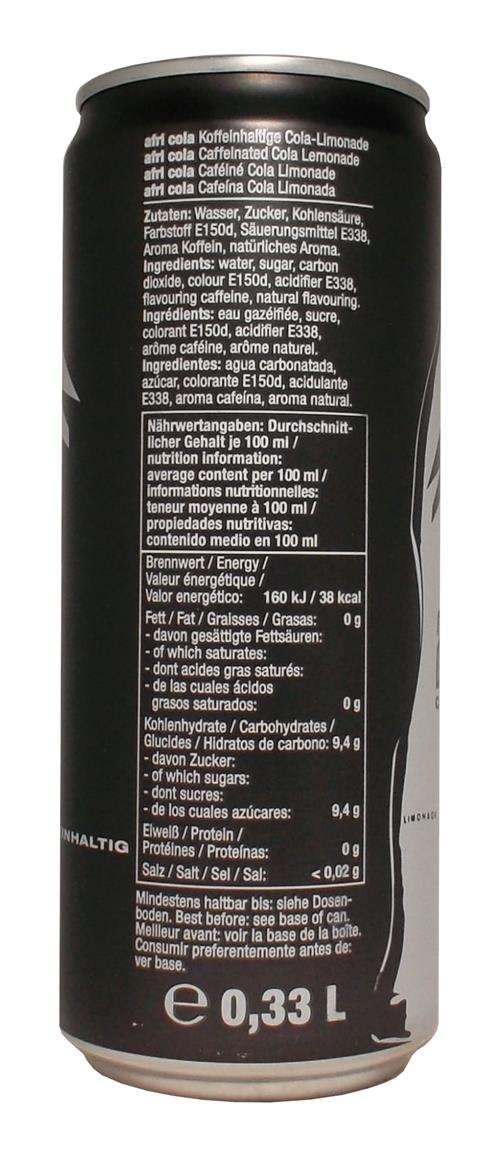 afri cola Koffeinhaltige Cola-Limonade
afri cola Caffeinated Cola Lemonade
afri cola Caféiné Cola Limonade
afri cola Cafeína Cola Limonada
Zutaten: Wasser, Zucker, Kohlensäure,
Farbstoff E150d, Säuerungsmittel E338,
Aroma Koffein, natürliches Aroma.
Ingredients: water, sugar, carbon
dioxide, colour E150d, acidifier E338,
flavouring caffeine, natural flavouring.
Ingrédients: eau gazéifiée, sucre,
colorant E150d, acidifier E338,
arôme caféine, arôme naturel.
Ingredientes: agua carbonatada,
azúcar, colorante E150d, acidulante
E338, aroma cafeína, aroma natural.
Nährwertangaben: Durchschnitt-
licher Gehalt je 100 ml /
nutrition information:
average content per 100 ml /
informations nutritionnelles:
teneur moyenne à 100 ml /
propiedades nutritivas:
contenido medio en 100 ml
Brennwert / Energy /
Valeur énergétique /
Valor energético: 160 kJ / 38 kcal
Fett / Fat / Graisses / Grasas: 0 g
- davon gesättigte Fettsäuren:
- of which saturates:
- dont acides gras saturés:
- de las cuales ácidos
grasos saturados: 0 g
Kohlenhydrate / Carbohydrates /
Glucides / Hidratos de carbono: 9,4 g
- davon Zucker:
- of which sugars:
- dont sucres:
- de los cuales azúcares: 9,4 g
Eiweiß / Protein /
Protéines / Proteínas: 0 g
Salz / Salt / Sel / Sal: < 0,02 g
Mindestens haltbar bis: siehe Dosen-
boden. Best before: see base of can.
Meilleur avant: voir la base de la boîte.
Consumir preferentemente antes de:
ver base.
e 0,33 L
INHALTIG
LIMONADE